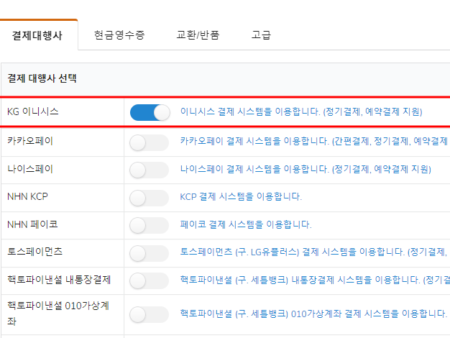 결제대행사 현금영수증 교환/반품 고급
결제 대행사 선택
KG 이니시스 이니시스 결제 시스템을 이용합니다. (정기결제, 예약결제 지원)
카카오페이 카카오페이 결제 시스템을 이용합니다. (간편결제, 정기결제, 예약결제
나이스페이 나이스페이 결제 시스템을 이용합니다. (정기결제, 예약결제 지원)
NHN KCP KCP 결제 시스템을 이용합니다.
NHN 페이코 페이코 결제 시스템을 이용합니다.
토스페이먼츠 토스페이먼츠 (구. LG유플러스) 결제 시스템을 이용합니다. (정기결제,
핵토파이낸셜 내통장결제 핵토파이낸셜 (구. 세틀뱅크) 내통장결제 시스템을 이용합니다. (정기결
핵토파이낸셜 010가상계
좌 핵토파이낸셜 (구. 세틀뱅크) 010가상계좌 결제 시스템을 이용합니다.